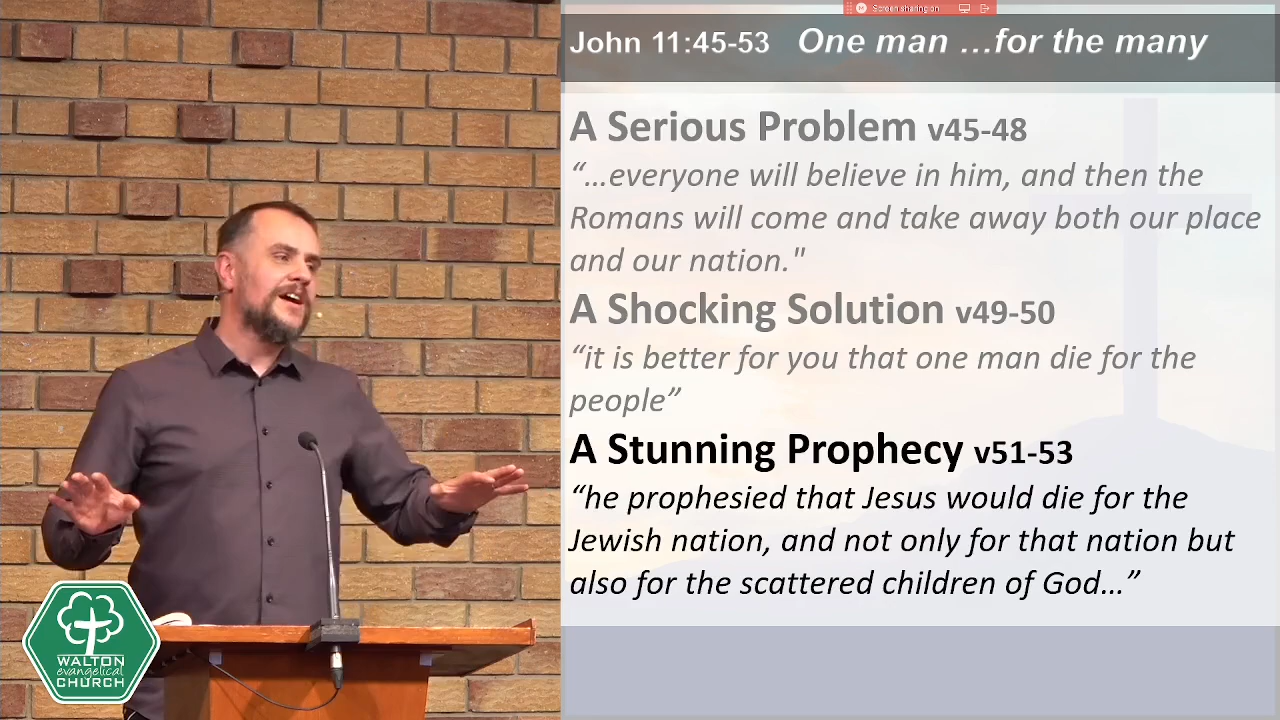 Screen sharing on
John 11:45-53 One man …for the many
A Serious Problem v45-48
“…everyone will believe in him, and then the
Romans will come and take away both our place
and our nation."
A Shocking Solution v49-50
“it is better for you that one man die for the
people”
A Stunning Prophecy v51-53
“he prophesied that Jesus would die for the
Jewish nation, and not only for that nation but
also for the scattered children of God…”
WALTON
evangelical
CHURCH